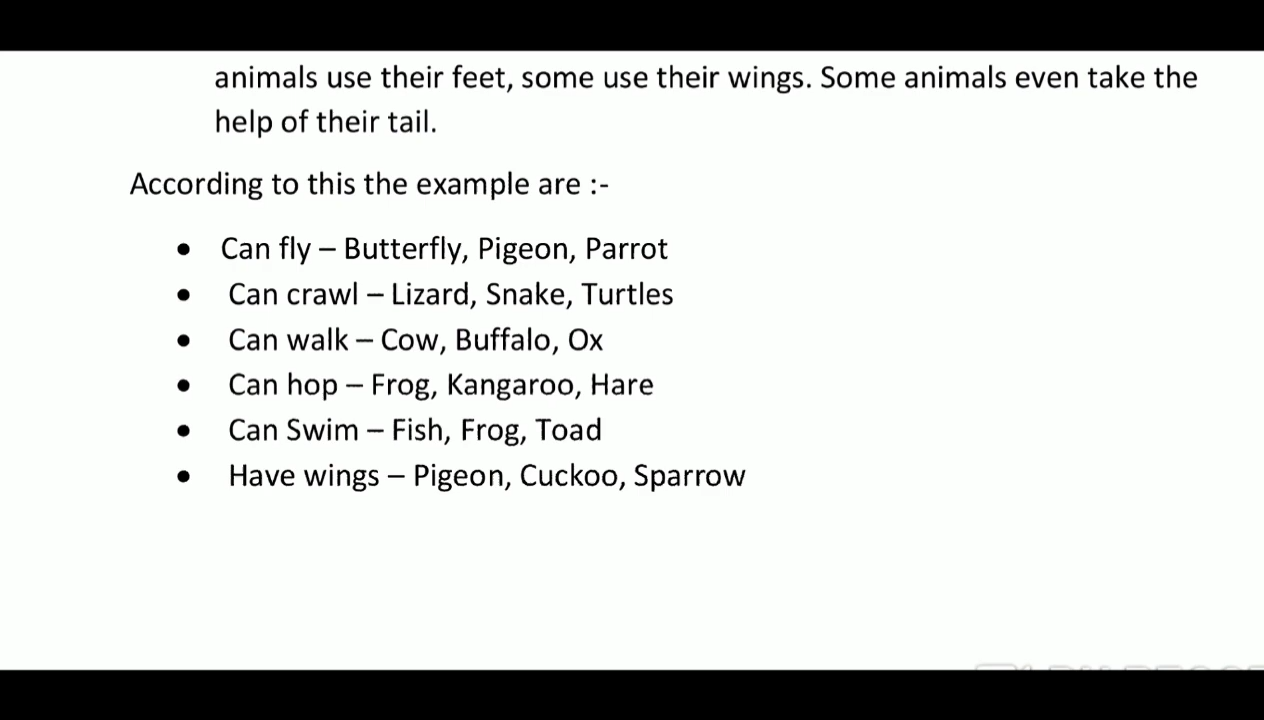 animals use their feet, some use their wings. Some animals even take the
help of their tail.
According to this the example are :-
• Can fly – Butterfly, Pigeon, Parrot
• Can crawl – Lizard, Snake, Turtles
• Can walk – Cow, Buffalo, Ox
• Can hop – Frog, Kangaroo, Hare
• Can Swim – Fish, Frog, Toad
• Have wings – Pigeon, Cuckoo, Sparrow